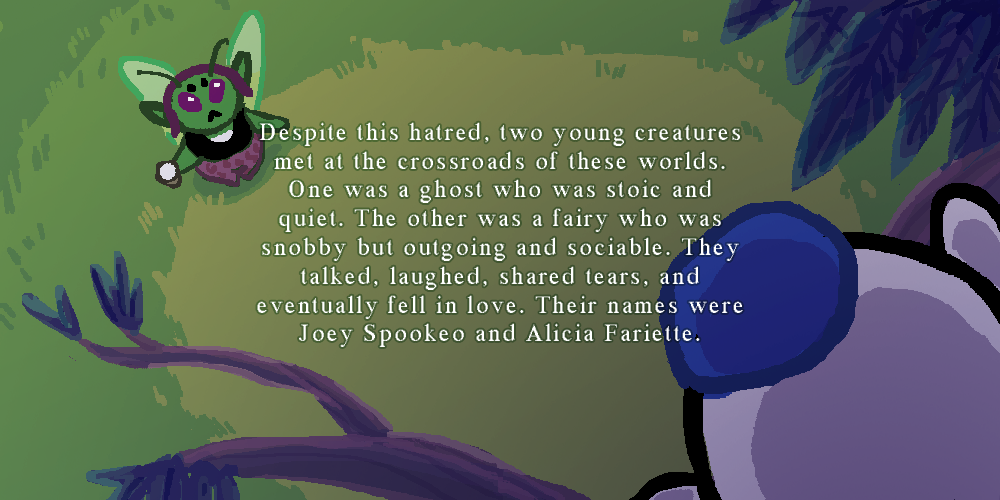 Despite this hatred, two young creatures
met at the crossroads of these worlds.
One was a ghost who was stoic and
quiet. The other was a fairy who was
snobby but outgoing and sociable. They
talked, laughed, shared tears, and
eventually fell in love. Their names were
Joey Spookeo and Alicia Fariette.